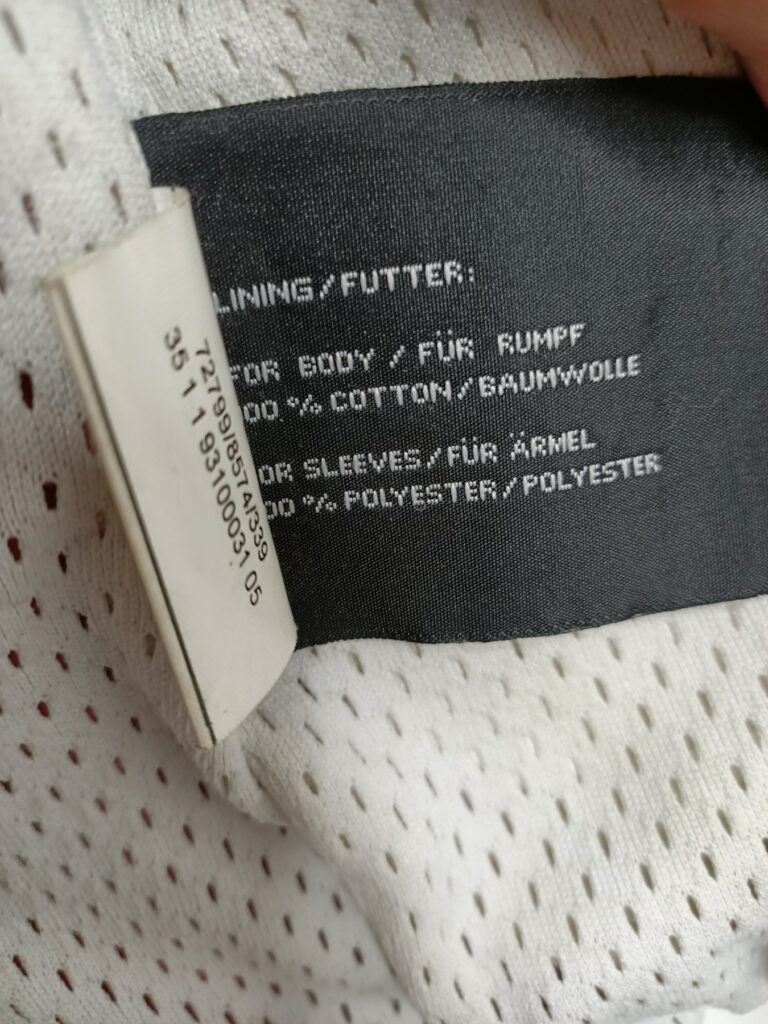 LINING/FUTTER:
FOR BODY / FÜR RUMPF
00 % COTTON/BAUMWOLLE
OR SLEEVES/FÜR ÄRMEL
00 % POLYESTER/POLYESTER
72799/8574/339
35 1 1 93100031 05